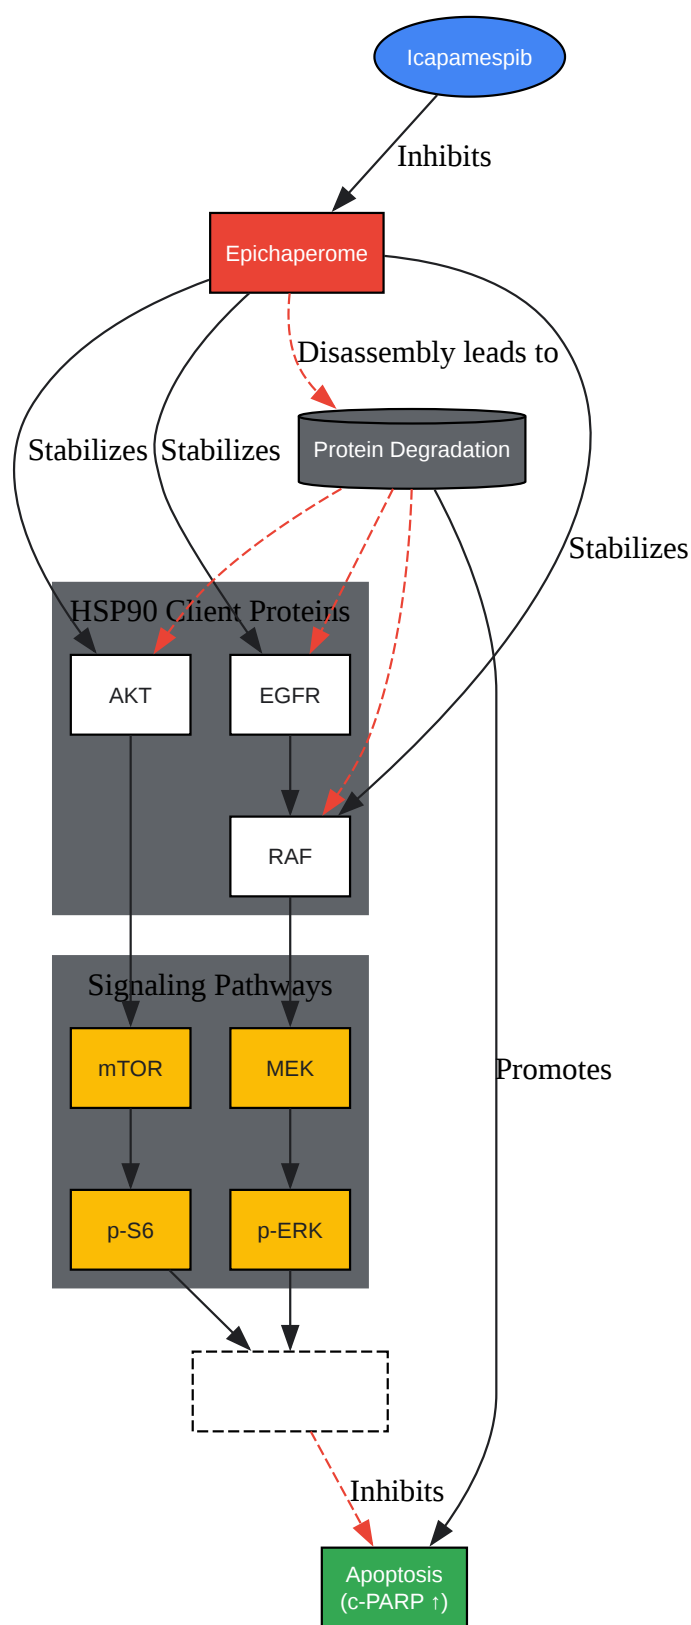 Icapamespib
Inhibits
Epichaperome
Disassembly leads to
Stabilizes
Stabilizes
Protein Degradation
Stabilizes
HSP90 Client Proteins
AKT
EGFR
RAF
Signaling Pathways
mTOR
MEK
Promotes
p-S6
p-ERK
Inhibits
Apoptosis
(c-PARP ↑)